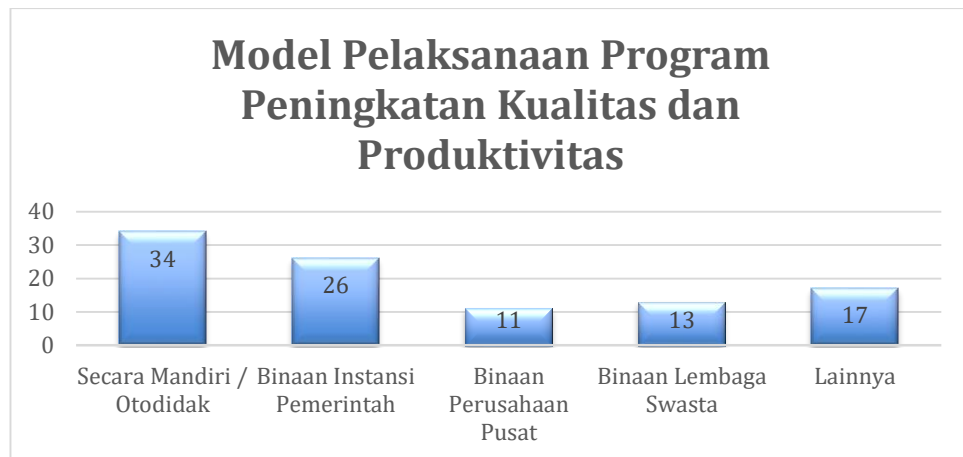 Model Pelaksanaan Program
Peningkatan Kualitas dan
Produktivitas
40
30
20
10
0
34
26
11
13
17
Secara Mandiri /
Otodidak
Binaan Instansi
Pemerintah
Binaan
Perusahaan
Pusat
Binaan Lembaga
Swasta
Lainnya